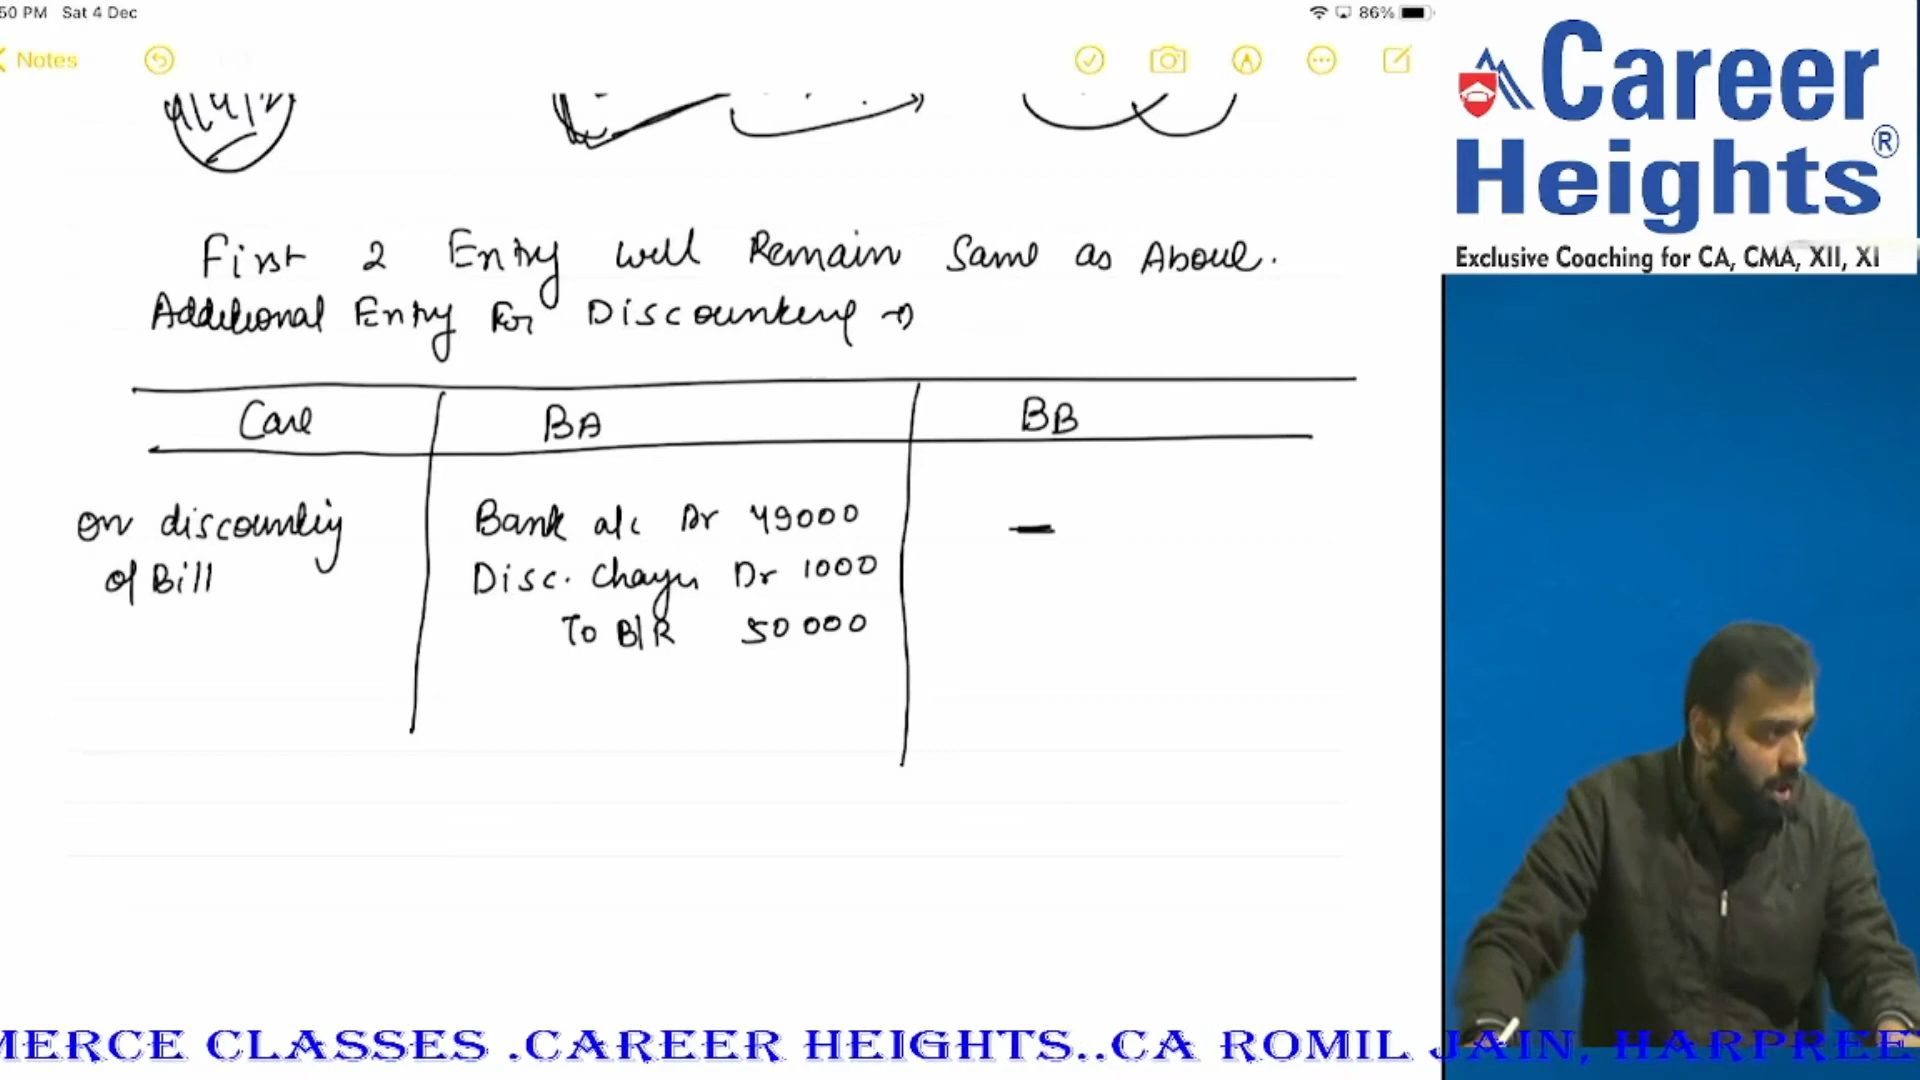 50 PM Sat 4 Dec
86%
Notes
First 2 Entry will Remain Same as Above.
Additional Entry for Discounting →
Case BA BB
on discounting of Bill
Bank a/c Dr 49000
Disc. Charges Dr 1000
To B/R 50000
—
Career
Heights®
Exclusive Coaching for CA, CMA, XII, XI
MERCE CLASSES .CAREER HEIGHTS..CA ROMIL JAIN, HARPREE